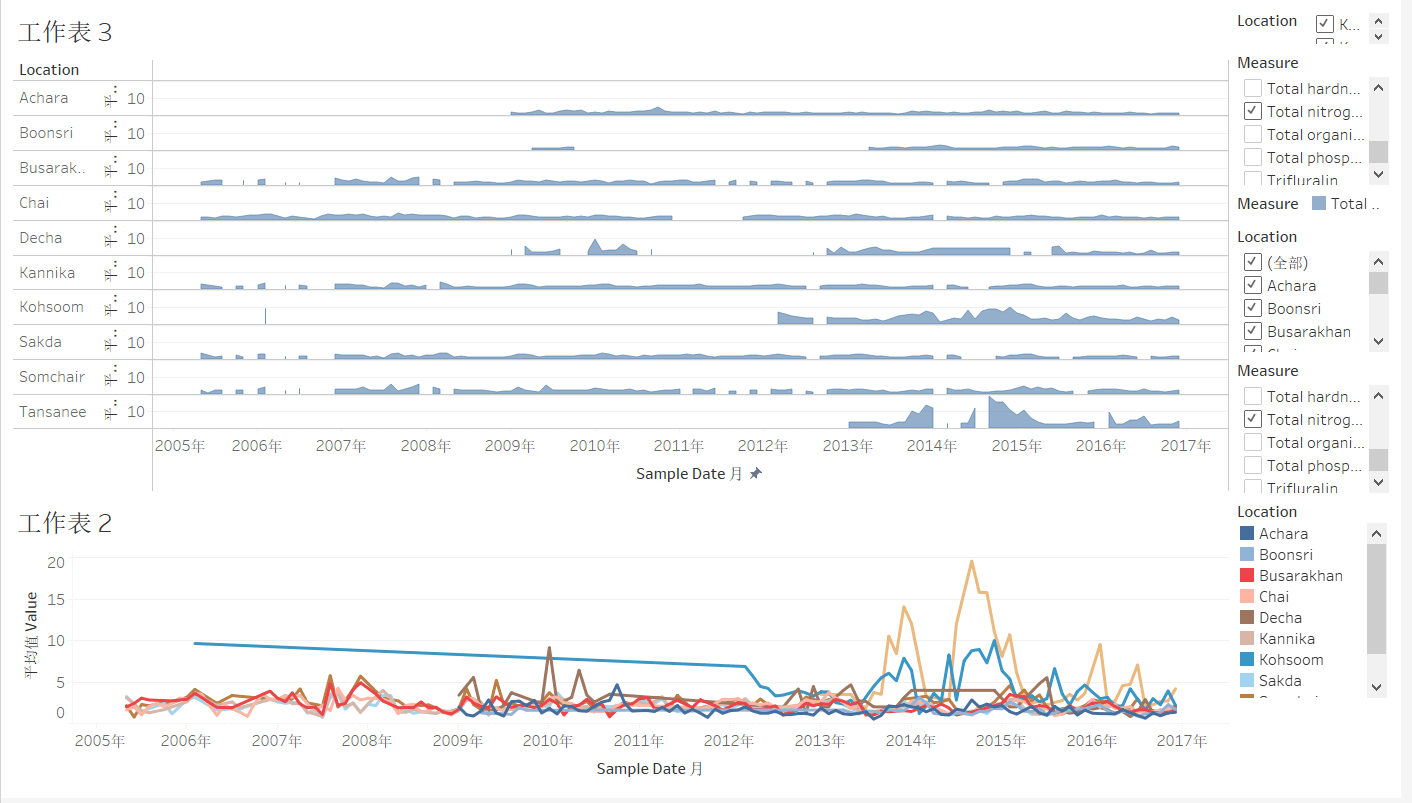 工作表 3
Location
Achara 平.. 10
Boonsri 平.. 10
Busarak.. 平.. 10
Chai 平.. 10
Decha 平.. 10
Kannika 平.. 10
Kohsoom 平.. 10
Sakda 平.. 10
Somchair 平.. 10
Tansanee 平.. 10
2005年 2006年 2007年 2008年 2009年 2010年 2011年 2012年 2013年 2014年 2015年 2016年 2017年
Sample Date 月
工作表 2
平均值 Value
20
15
10
5
0
2005年 2006年 2007年 2008年 2009年 2010年 2011年 2012年 2013年 2014年 2015年 2016年 2017年
Sample Date 月
Location
K...
Measure
Total hardn...
Total nitrog...
Total organi...
Total phosp...
Trifluralin
Measure
Total ..
Location
(全部)
Achara
Boonsri
Busarakhan
Measure
Total hardn...
Total nitrog...
Total organi...
Total phosp...
Trifluralin
Location
Achara
Boonsri
Busarakhan
Chai
Decha
Kannika
Kohsoom
Sakda